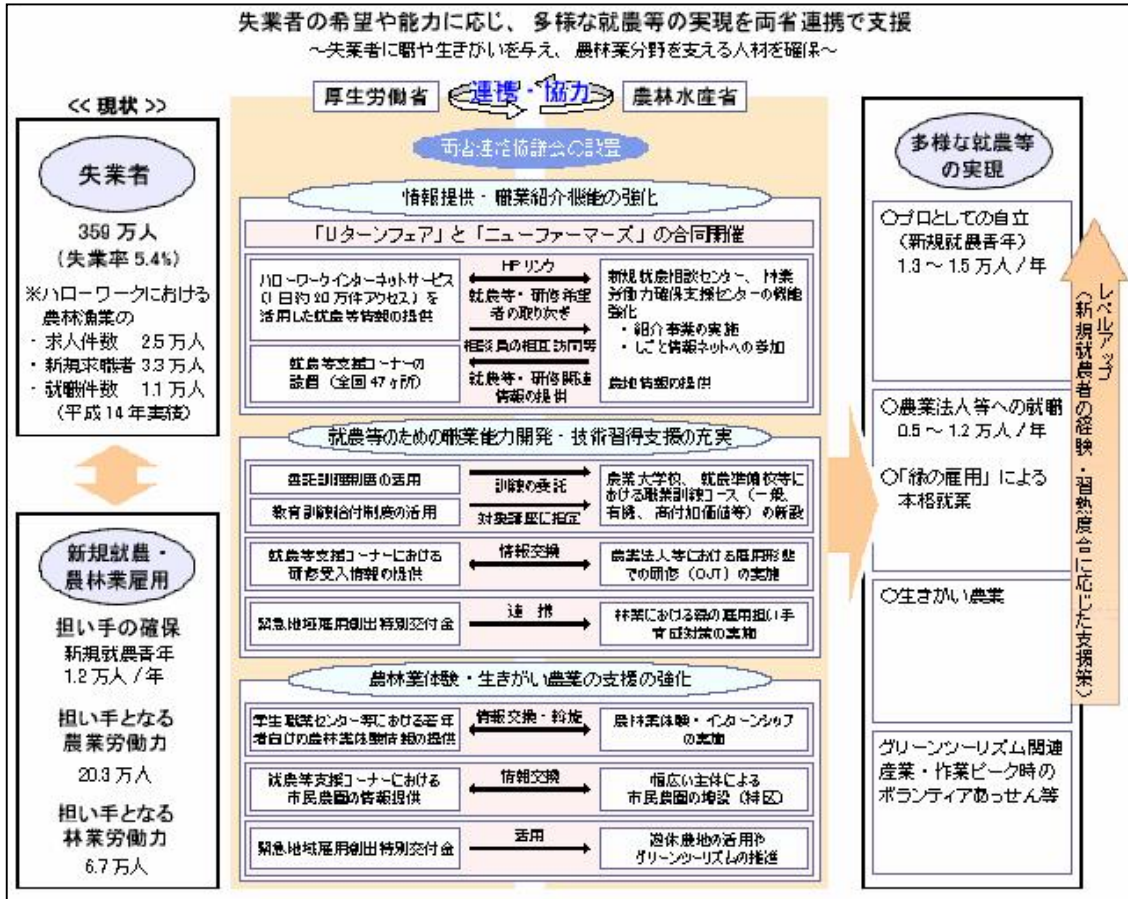 失業者の希望や能力に応じ、多様な就農等の実現を両省連携で支援
～失業者に職や生きがいを与え、農林業分野を支える人材を確保～
≪現状≫
失業者
359万人
(失業率5.4%)
※ハローワークにおける
農林漁業の
・求人件数 2.5万人
・新規求職者 3.3万人
・就職件数 1.1万人
(平成14年実績)
新規就農・
農林業雇用
担い手の確保
新規就農青年
1.2万人/年
担い手となる
農業労働力
20.3万人
担い手となる
林業労働力
6.7万人
厚生労働省
連携・協力
農林水産省
両省連絡協議会の設置
情報提供・職業紹介機能の強化
「Uターンフェア」と「ニューファーマーズ」の合同開催
ハローワークインターネットサービス
(1日約20万件アクセス)を
活用した就農等情報の提供
就農等支援コーナーの
設置(全国47ヶ所)
HPリンク
就農等・研修希望
者の取り次ぎ
相談員の相互訪問等
就農等・研修関連
情報の提供
新規就農相談センター、林業
労働力確保支援センターの機能
強化
・紹介事業の実施
・しごと情報ネットへの参加
農地情報の提供
就農等のための職業能力開発・技術習得支援の充実
委託訓練制度の活用
教育訓練給付制度の活用
訓練の委託
対象講座に指定
農業大学校、就農準備校等に
おける職業訓練コース(一般、
有機、高付加価値等)の新設
就農等支援コーナーにおける
研修受入情報の提供
情報交換
農業法人等における雇用形態
での研修(OJT)の実施
緊急地域雇用創出特別交付金
連携
林業における緑の雇用担い手
育成対策の実施
農林業体験・生きがい農業の支援の強化
学生職業センター等における若年
者向けの農林業体験情報の提供
情報交換・斡旋
農林業体験・インターンシップ
の実施
就農等支援コーナーにおける
市民農園の情報提供
情報交換
幅広い主体による
市民農園の増設(特区)
緊急地域雇用創出特別交付金
活用
遊休農地の活用や
グリーンツーリズムの推進
多様な就農等
の実現
○プロとしての自立
(新規就農青年)
1.3～1.5万人/年
○農業法人等への就職
0.5～1.2万人/年
○「緑の雇用」による
本格就業
○生きがい農業
グリーンツーリズム関連
産業・作業ピーク時の
ボランティアあっせん等
レベルアップ
(新規就農者の経験・習熟度合に応じた支援策)